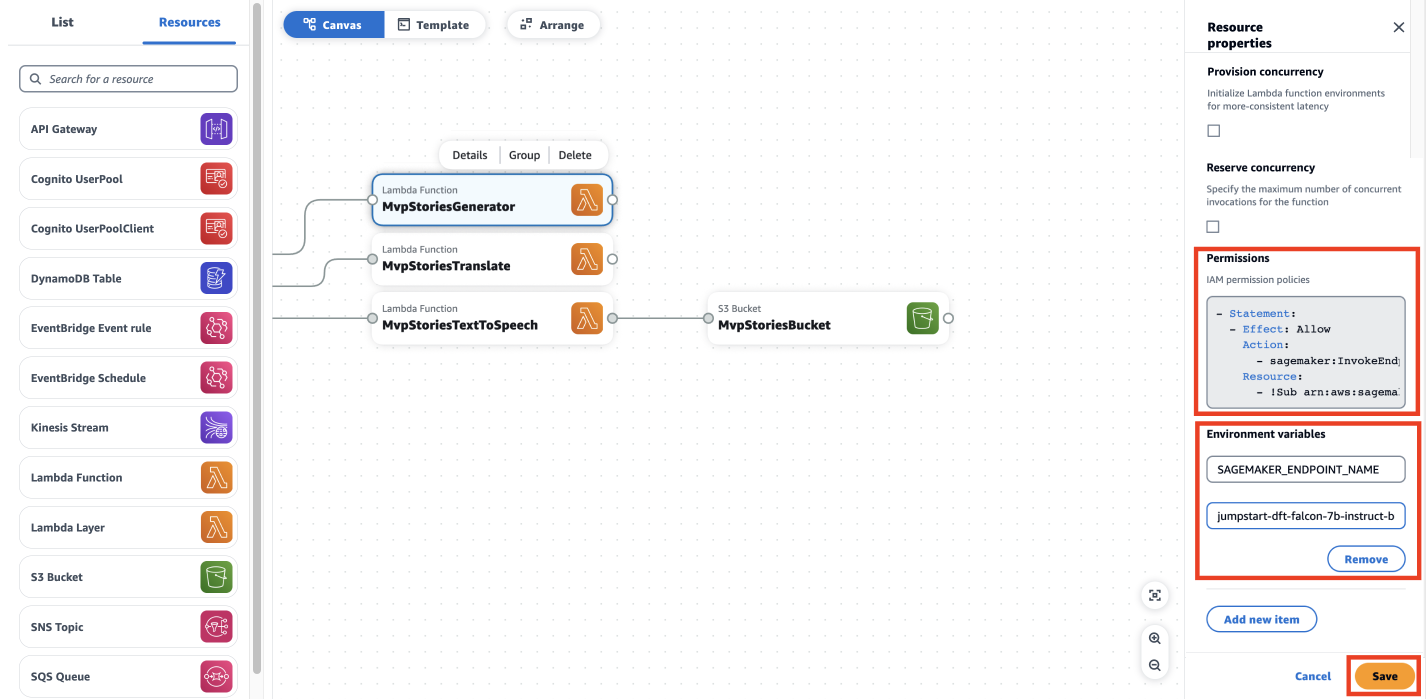 List
Resources
Search for a resource
API Gateway
Cognito UserPool
Cognito UserPoolClient
DynamoDB Table
EventBridge Event rule
EventBridge Schedule
Kinesis Stream
Lambda Function
Lambda Layer
S3 Bucket
SNS Topic
SQS Queue
Canvas
Template
Arrange
Details
Group
Delete
Lambda Function
MvpStoriesGenerator
Lambda Function
MvpStoriesTranslate
Lambda Function
MvpStoriesTextToSpeech
S3 Bucket
MvpStoriesBucket
Resource
properties
Provision concurrency
Initialize Lambda function environments
for more-consistent latency
Reserve concurrency
Specify the maximum number of concurrent
invocations for the function
Permissions
IAM permission policies
- Statement:
- Effect: Allow
Action:
- sagemaker:InvokeEndp
Resource:
- !Sub arn:aws:sagema
Environment variables
SAGEMAKER_ENDPOINT_NAME
jumpstart-dft-falcon-7b-instruct-b
Remove
Add new item
Cancel
Save